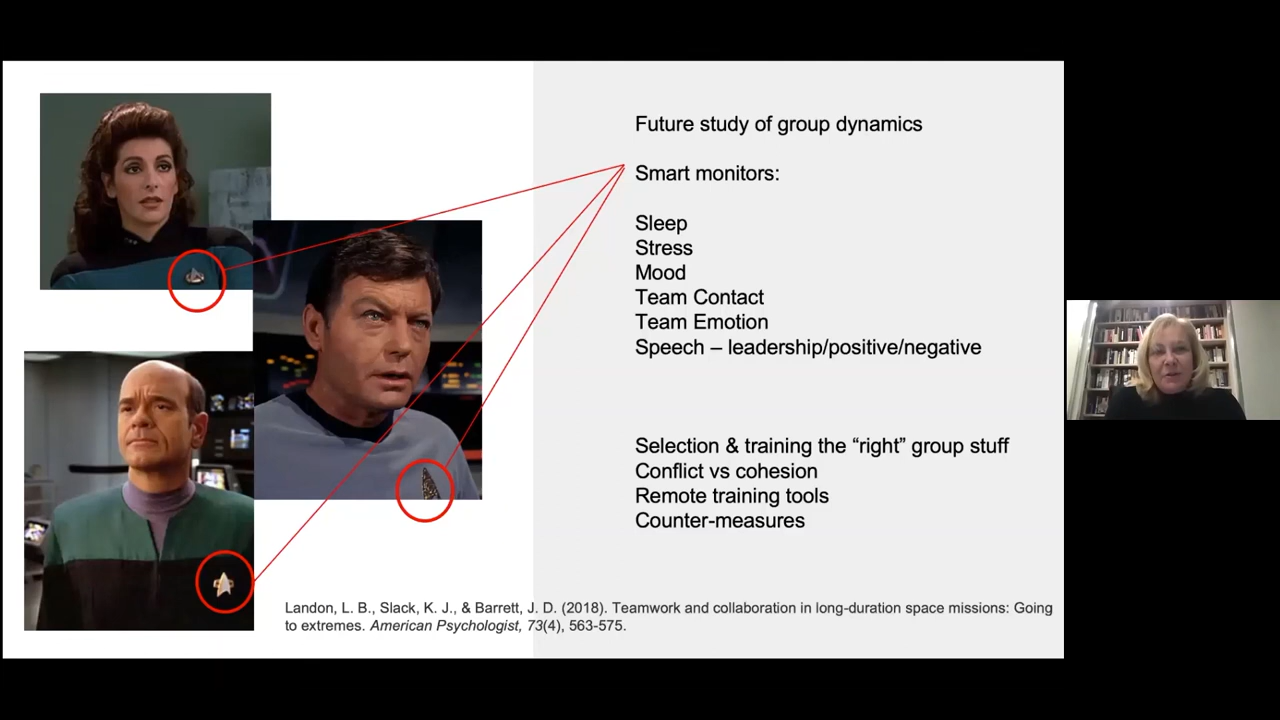 Future study of group dynamics
Smart monitors:
Sleep
Stress
Mood
Team Contact
Team Emotion
Speech – leadership/positive/negative
Selection & training the “right” group stuff
Conflict vs cohesion
Remote training tools
Counter-measures
Landon, L. B., Slack, K. J., & Barrett, J. D. (2018). Teamwork and collaboration in long-duration space missions: Going
to extremes. American Psychologist, 73(4), 563-575.